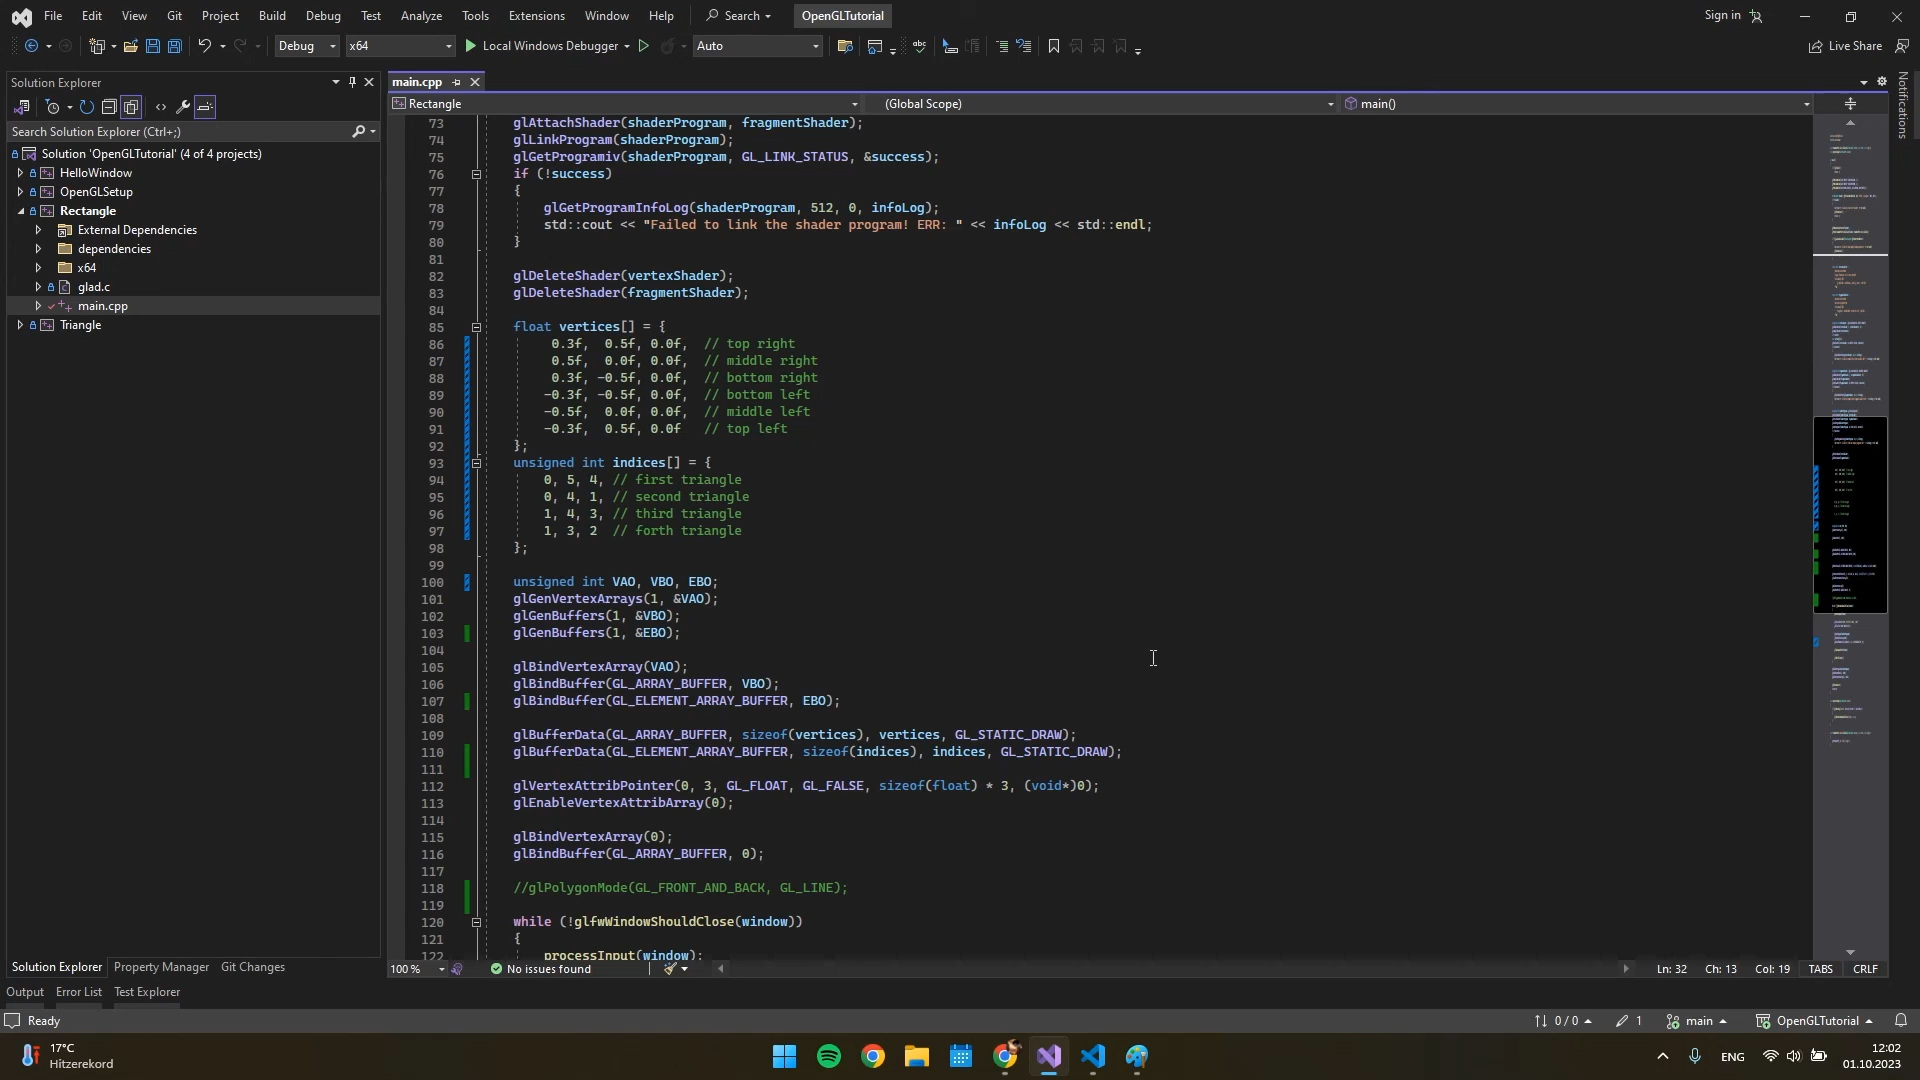 File Edit View Git Project Build Debug Test Analyze Tools Extensions Window Help Search OpenGLTutorial Sign in
Debug x64 Local Windows Debugger Auto Live Share
Solution Explorer
Search Solution Explorer (Ctrl+;)
Solution 'OpenGLTutorial' (4 of 4 projects)
HelloWindow
OpenGLSetup
Rectangle
External Dependencies
dependencies
x64
glad.c
main.cpp
Triangle
Solution Explorer Property Manager Git Changes
main.cpp
Rectangle (Global Scope) main()
73 glAttachShader(shaderProgram, fragmentShader);
74 glLinkProgram(shaderProgram);
75 glGetProgramiv(shaderProgram, GL_LINK_STATUS, &success);
76 if (!success)
77 {
78 glGetProgramInfoLog(shaderProgram, 512, 0, infoLog);
79 std::cout << "Failed to link the shader program! ERR: " << infoLog << std::endl;
80 }
81
82 glDeleteShader(vertexShader);
83 glDeleteShader(fragmentShader);
84
85 float vertices[] = {
86 0.3f, 0.5f, 0.0f, // top right
87 0.5f, 0.0f, 0.0f, // middle right
88 0.3f, -0.5f, 0.0f, // bottom right
89 -0.3f, -0.5f, 0.0f, // bottom left
90 -0.5f, 0.0f, 0.0f, // middle left
91 -0.3f, 0.5f, 0.0f // top left
92 };
93 unsigned int indices[] = {
94 0, 5, 4, // first triangle
95 0, 4, 1, // second triangle
96 1, 4, 3, // third triangle
97 1, 3, 2 // forth triangle
98 };
99
100 unsigned int VAO, VBO, EBO;
101 glGenVertexArrays(1, &VAO);
102 glGenBuffers(1, &VBO);
103 glGenBuffers(1, &EBO);
104
105 glBindVertexArray(VAO);
106 glBindBuffer(GL_ARRAY_BUFFER, VBO);
107 glBindBuffer(GL_ELEMENT_ARRAY_BUFFER, EBO);
108
109 glBufferData(GL_ARRAY_BUFFER, sizeof(vertices), vertices, GL_STATIC_DRAW);
110 glBufferData(GL_ELEMENT_ARRAY_BUFFER, sizeof(indices), indices, GL_STATIC_DRAW);
111
112 glVertexAttribPointer(0, 3, GL_FLOAT, GL_FALSE, sizeof(float) * 3, (void*)0);
113 glEnableVertexAttribArray(0);
114
115 glBindVertexArray(0);
116 glBindBuffer(GL_ARRAY_BUFFER, 0);
117
118 //glPolygonMode(GL_FRONT_AND_BACK, GL_LINE);
119
120 while (!glfwWindowShouldClose(window))
121 {
122 processInput(window);
100 % No issues found Ln: 32 Ch: 13 Col: 19 TABS CRLF
Notifications
Output Error List Test Explorer
Ready 0 / 0 1 main OpenGLTutorial
17°C
Hitzerekord
ENG
12:02
01.10.2023